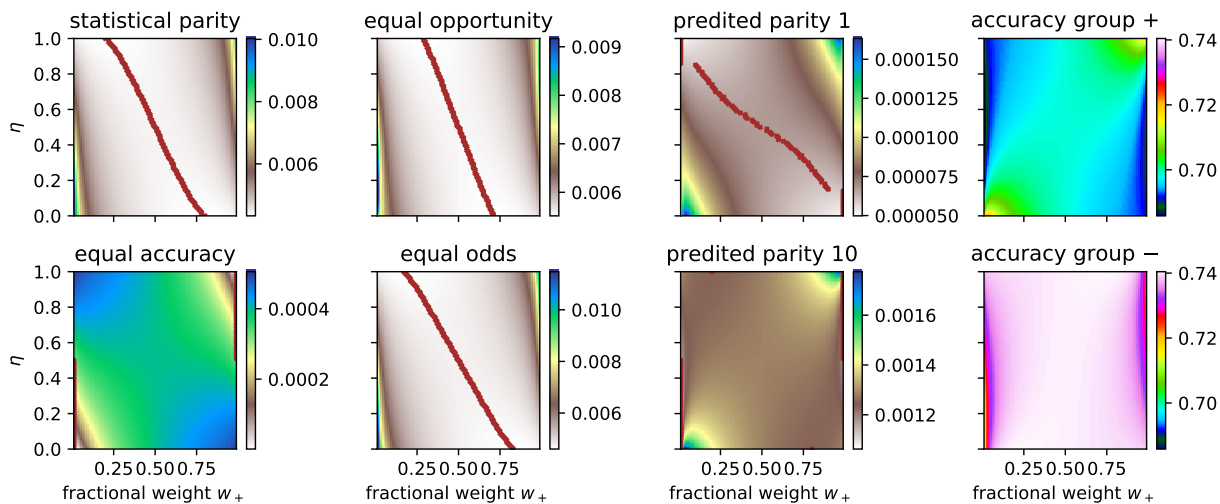 statistical parity
equal opportunity
predited parity 1
accuracy group +
1.0
0.8
0.6
0.4
0.2
0.0
η
0.010
0.008
0.006
0.009
0.008
0.007
0.006
0.000150
0.000125
0.000100
0.000075
0.000050
0.74
0.72
0.70
equal accuracy
equal odds
predited parity 10
accuracy group −
1.0
0.8
0.6
0.4
0.2
0.0
η
0.0004
0.0002
0.010
0.008
0.006
0.0016
0.0014
0.0012
0.74
0.72
0.70
0.25 0.50 0.75
0.25 0.50 0.75
0.25 0.50 0.75
0.25 0.50 0.75
fractional weight w₊
fractional weight w₊
fractional weight w₊
fractional weight w₊